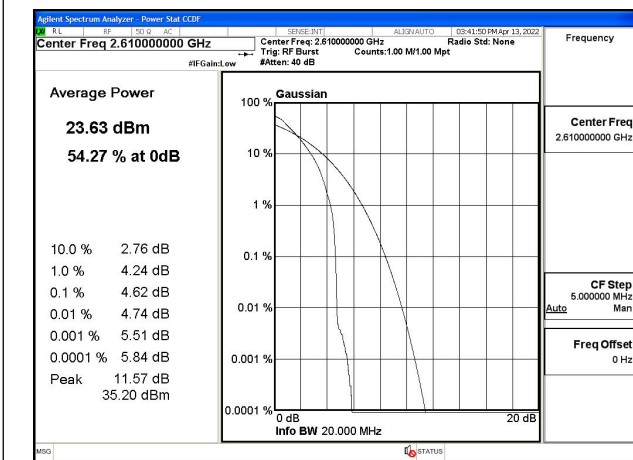 Agilent Spectrum Analyzer - Power Stat CCDF
LXI RL RF 50 Ω AC SENSE:INT ALIGN AUTO 03:41:50 PM Apr 13, 2022
Center Freq 2.610000000 GHz
Center Freq: 2.610000000 GHz Radio Std: None
Trig: RF Burst Counts:1.00 M/1.00 Mpt
#IFGain:Low #Atten: 40 dB
Frequency
Average Power
23.63 dBm
54.27 % at 0dB
10.0 % 2.76 dB
1.0 % 4.24 dB
0.1 % 4.62 dB
0.01 % 4.74 dB
0.001 % 5.51 dB
0.0001 % 5.84 dB
Peak 11.57 dB
35.20 dBm
Gaussian
100 %
10 %
1 %
0.1 %
0.01 %
0.001 %
0.0001 %
0 dB 20 dB
Info BW 20.000 MHz
Center Freq
2.610000000 GHz
CF Step
5.000000 MHz
Auto Man
Freq Offset
0 Hz
MSG STATUS